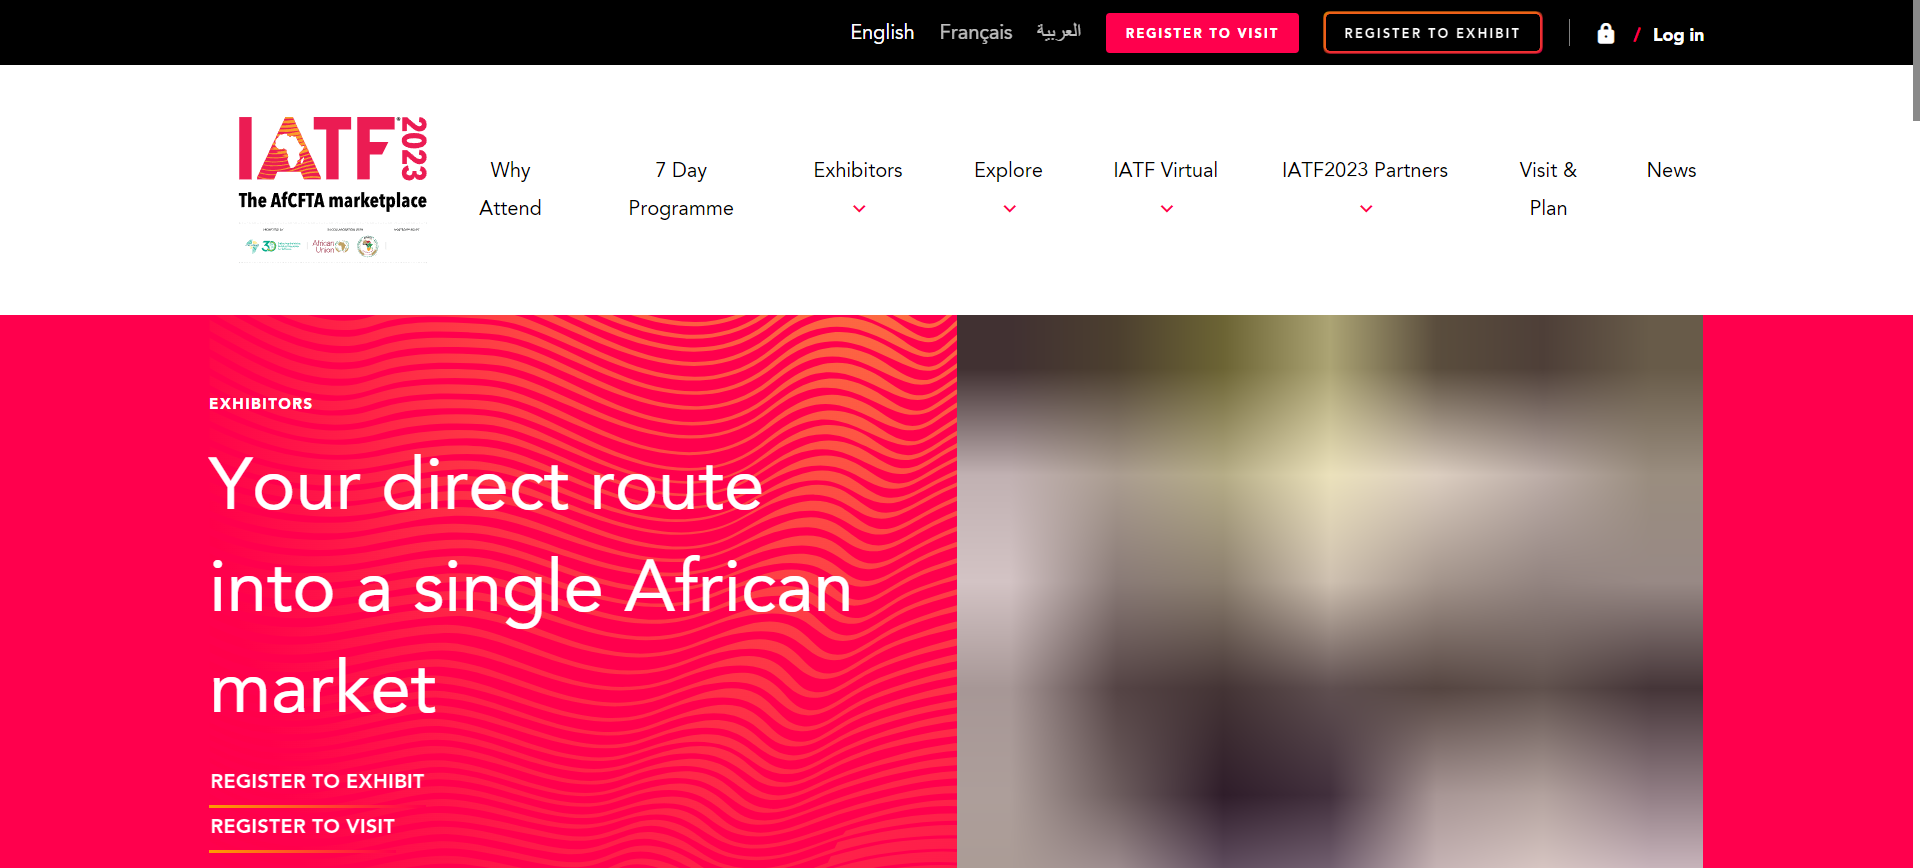 English Français العربية REGISTER TO VISIT REGISTER TO EXHIBIT / Log in
IATF 2023
The AfCFTA marketplace
African
Union
Why
Attend
7 Day
Programme
Exhibitors
Explore
IATF Virtual
IATF2023 Partners
Visit &
Plan
News
EXHIBITORS
Your direct route
into a single African
market
REGISTER TO EXHIBIT
REGISTER TO VISIT